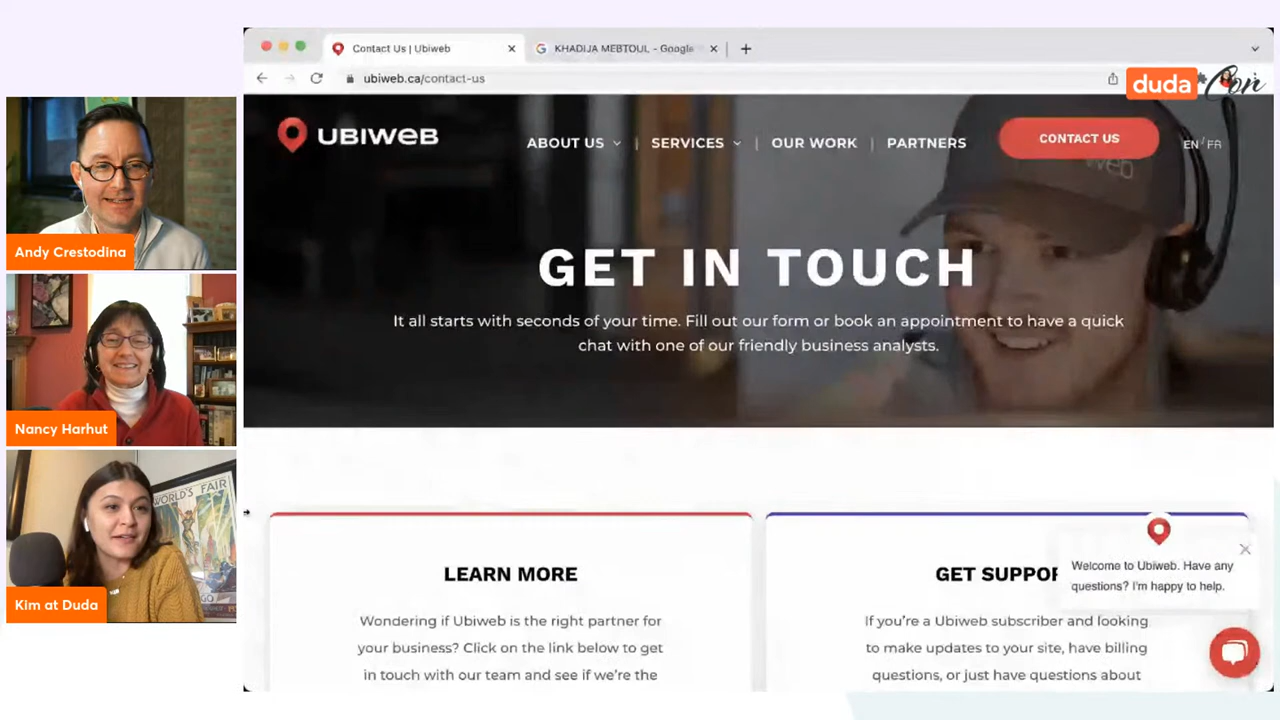 Contact Us | Ubiweb
KHADIJA MEBTOUL - Google
ubiweb.ca/contact-us
duda
Con
UBIWEB
ABOUT US
SERVICES
OUR WORK
PARTNERS
CONTACT US
EN / FR
web
GET IN TOUCH
It all starts with seconds of your time. Fill out our form or book an appointment to have a quick
chat with one of our friendly business analysts.
Andy Crestodina
Nancy Harhut
WORLD'S FAIR
Kim at Duda
LEARN MORE
Wondering if Ubiweb is the right partner for
your business? Click on the link below to get
in touch with our team and see if we're the
GET SUPPOR
If you're a Ubiweb subscriber and looking
to make updates to your site, have billing
questions, or just have questions about
Welcome to Ubiweb. Have any
questions? I'm happy to help.